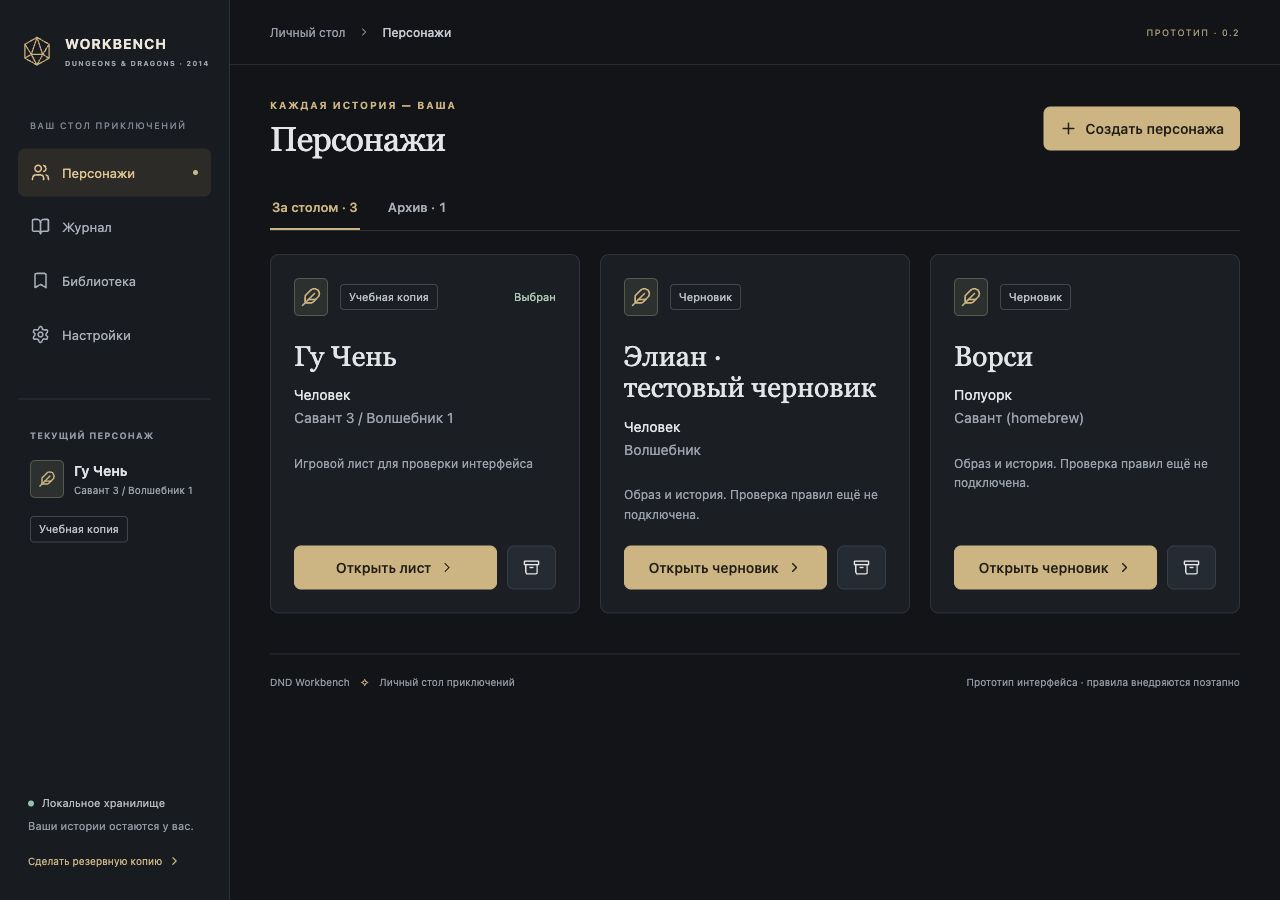 WORKBENCH
DUNGEONS & DRAGONS · 2014
ВАШ СТОЛ ПРИКЛЮЧЕНИЙ
Персонажи
Журнал
Библиотека
Настройки
ТЕКУЩИЙ ПЕРСОНАЖ
Гу Чень
Савант 3 / Волшебник 1
Учебная копия
Локальное хранилище
Ваши истории остаются у вас.
Сделать резервную копию
Личный стол > Персонажи
ПРОТОТИП · 0.2
КАЖДАЯ ИСТОРИЯ — ВАША
Персонажи
+ Создать персонажа
За столом · 3
Архив · 1
Учебная копия
Выбран
Гу Чень
Человек
Савант 3 / Волшебник 1
Игровой лист для проверки интерфейса
Открыть лист
Черновик
Элиан ·
тестовый черновик
Человек
Волшебник
Образ и история. Проверка правил ещё не
подключена.
Открыть черновик
Черновик
Ворси
Полуорк
Савант (homebrew)
Образ и история. Проверка правил ещё не
подключена.
Открыть черновик
DND Workbench ✧ Личный стол приключений
Прототип интерфейса · правила внедряются поэтапно